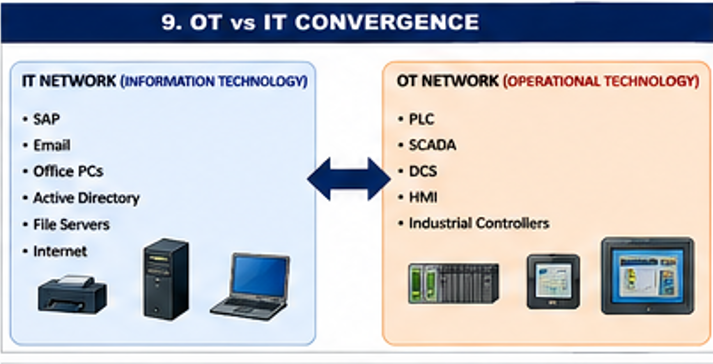 9. OT vs IT CONVERGENCE
IT NETWORK (INFORMATION TECHNOLOGY)
• SAP
• Email
• Office PCs
• Active Directory
• File Servers
• Internet
OT NETWORK (OPERATIONAL TECHNOLOGY)
• PLC
• SCADA
• DCS
• HMI
• Industrial Controllers